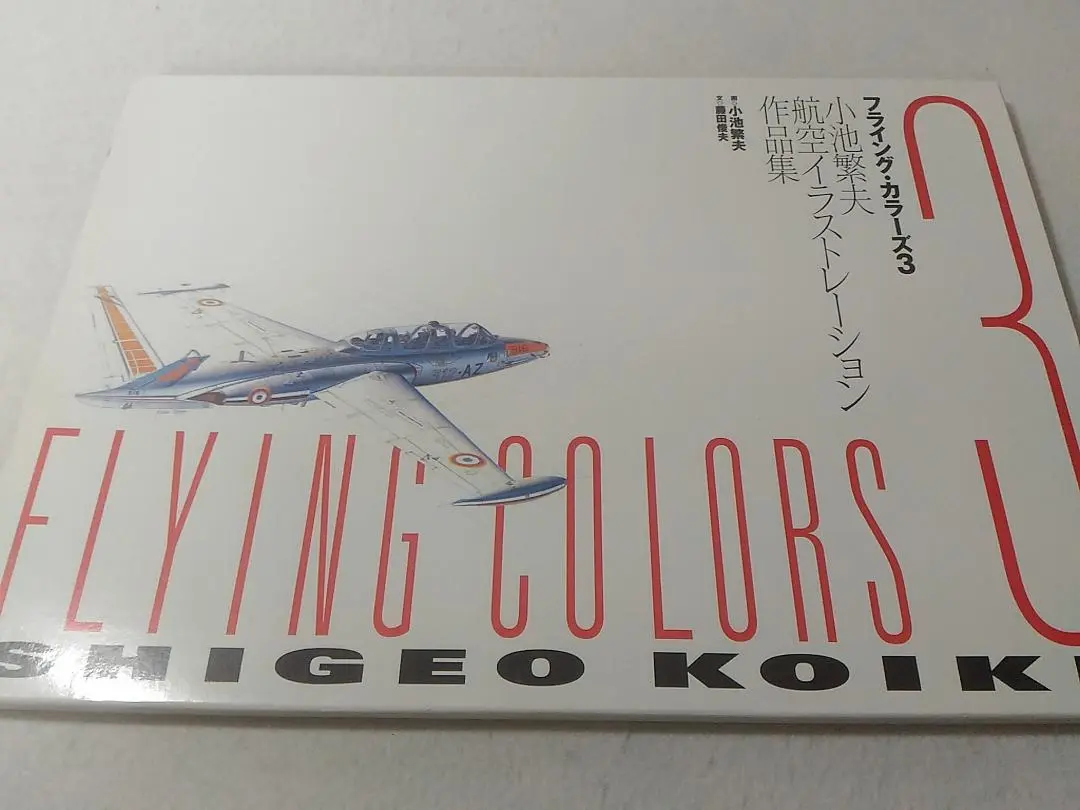 3
フライング・カラーズ3
小池繁夫
航空イラストレーション
作品集
画◎小池繁夫
文◎藤田俊夫
FLYING COLORS
SHIGEO KOIK